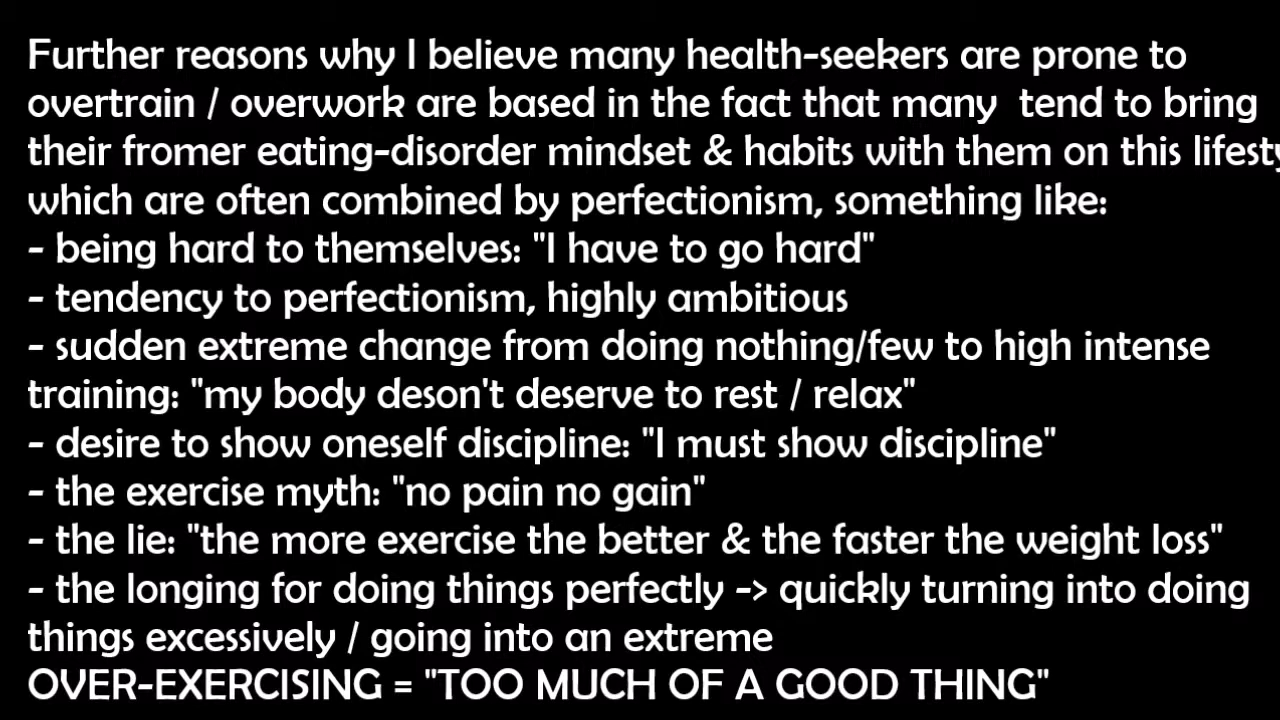 Further reasons why I believe many health-seekers are prone to
overtrain / overwork are based in the fact that many tend to bring
their fromer eating-disorder mindset & habits with them on this
which are often combined by perfectionism, something like:
- being hard to themselves: "I have to go hard"
- tendency to perfectionism, highly ambitious
- sudden extreme change from doing nothing/few to high intense
training: "my body deson't deserve to rest / relax"
- desire to show oneself discipline: "I must show discipline"
- the exercise myth: "no pain no gain"
- the lie: "the more exercise the better & the faster the weight loss"
- the longing for doing things perfectly -> quickly turning into doing
things excessively / going into an extreme
OVER-EXERCISING = "TOO MUCH OF A GOOD THING"